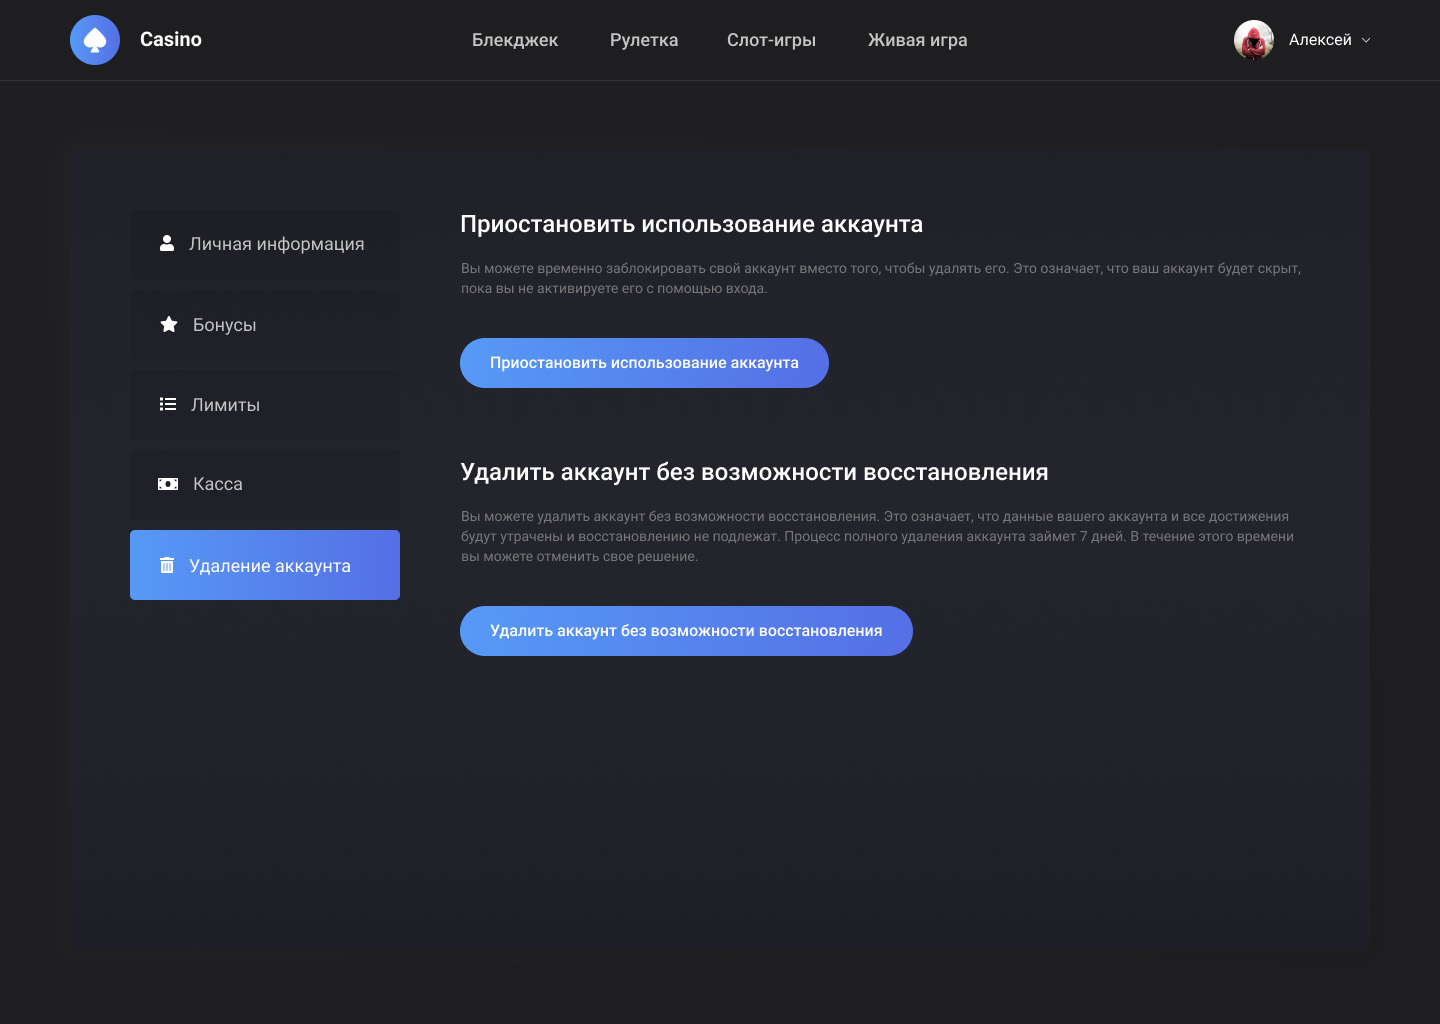 Casino
Блекджек
Рулетка
Слот-игры
Живая игра
Алексей
Личная информация
Бонусы
Лимиты
Касса
Удаление аккаунта
Приостановить использование аккаунта
Вы можете временно заблокировать свой аккаунт вместо того, чтобы удалять его. Это означает, что ваш аккаунт будет скрыт,
пока вы не активируете его с помощью входа.
Приостановить использование аккаунта
Удалить аккаунт без возможности восстановления
Вы можете удалить аккаунт без возможности восстановления. Это означает, что данные вашего аккаунта и все достижения
будут утрачены и восстановлению не подлежат. Процесс полного удаления аккаунта займет 7 дней. В течение этого времени
вы можете отменить свое решение.
Удалить аккаунт без возможности восстановления